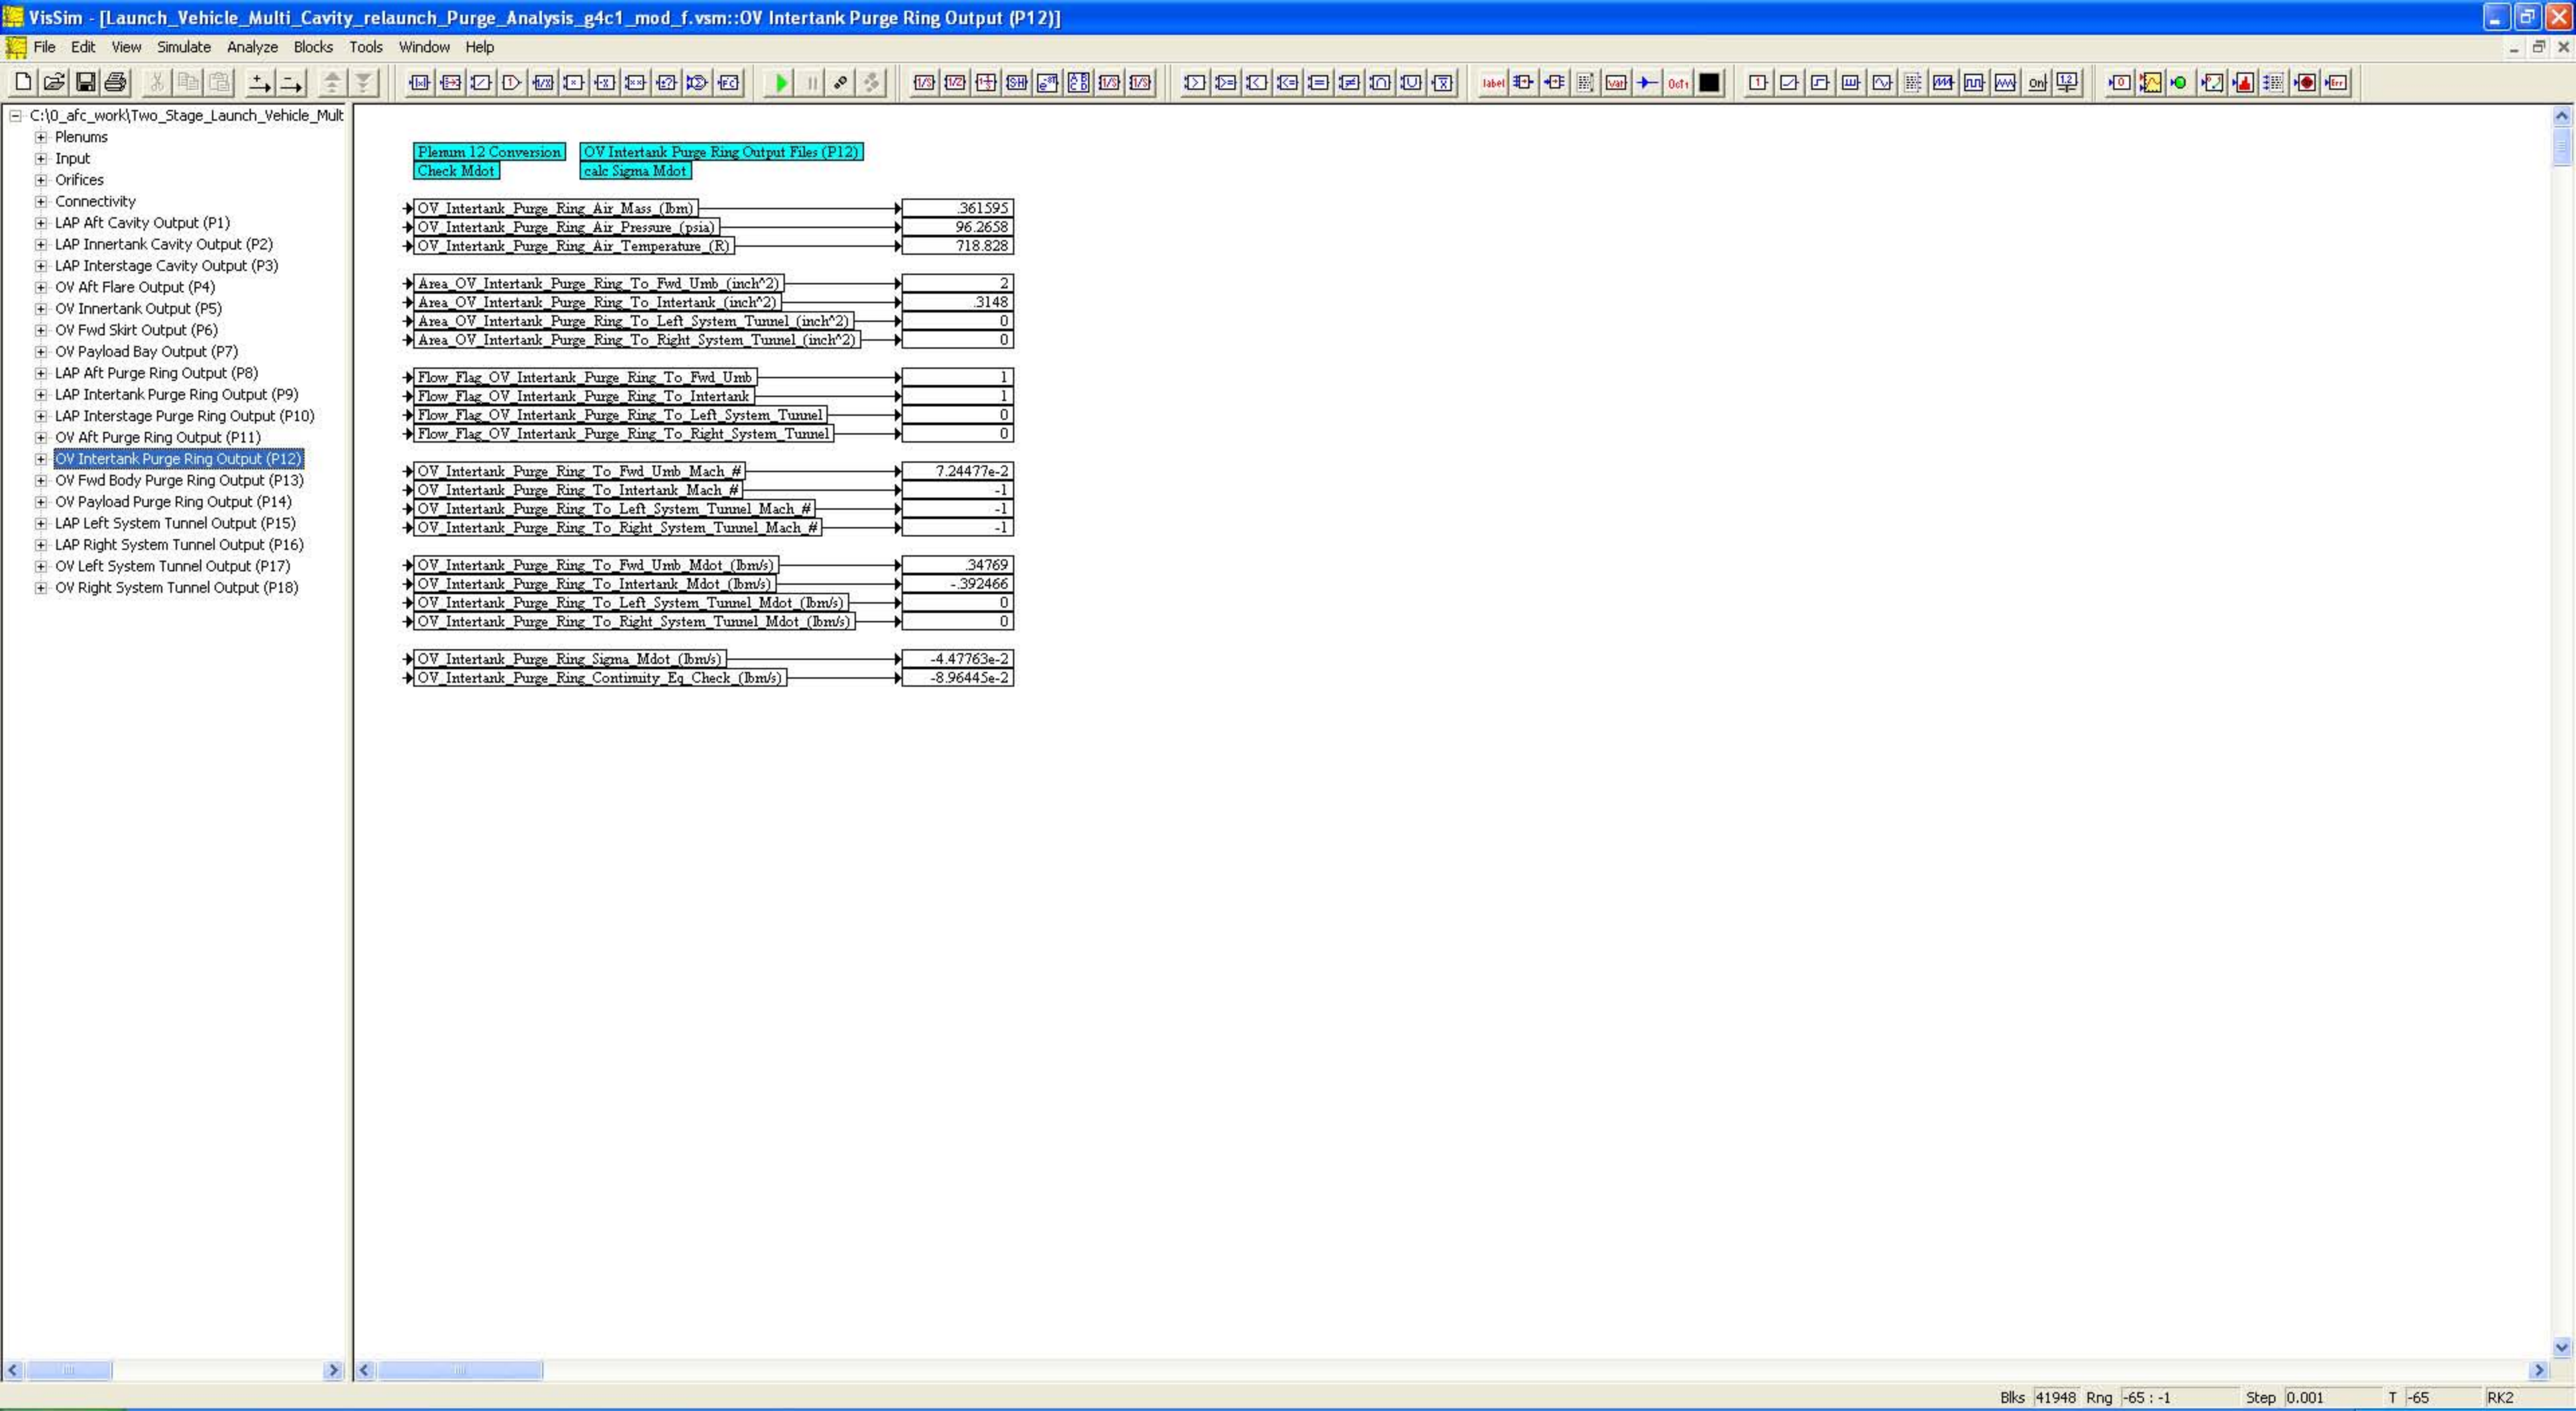 VisSim - [Launch_Vehicle_Multi_Cavity_relaunch_Purge_Analysis_g4c1_mod_f.vsm::OV Intertank Purge Ring Output (P12)]
File Edit View Simulate Analyze Blocks Tools Window Help
C:\0_afc_work\Two_Stage_Launch_Vehicle_Mult
Plenums
Input
Orifices
Connectivity
LAP Aft Cavity Output (P1)
LAP Innertank Cavity Output (P2)
LAP Interstage Cavity Output (P3)
OV Aft Flare Output (P4)
OV Innertank Output (P5)
OV Fwd Skirt Output (P6)
OV Payload Bay Output (P7)
LAP Aft Purge Ring Output (P8)
LAP Intertank Purge Ring Output (P9)
LAP Interstage Purge Ring Output (P10)
OV Aft Purge Ring Output (P11)
OV Intertank Purge Ring Output (P12)
OV Fwd Body Purge Ring Output (P13)
OV Payload Purge Ring Output (P14)
LAP Left System Tunnel Output (P15)
LAP Right System Tunnel Output (P16)
OV Left System Tunnel Output (P17)
OV Right System Tunnel Output (P18)
Plenum 12 Conversion OV Intertank Purge Ring Output Files (P12)
Check Mdot calc Sigma Mdot
OV_Intertank_Purge_Ring_Air_Mass_(lbm) .361595
OV_Intertank_Purge_Ring_Air_Pressure_(psia) 96.2658
OV_Intertank_Purge_Ring_Air_Temperature_(R) 718.828
Area_OV_Intertank_Purge_Ring_To_Fwd_Umb_(inch^2) 2
Area_OV_Intertank_Purge_Ring_To_Intertank_(inch^2) .3148
Area_OV_Intertank_Purge_Ring_To_Left_System_Tunnel_(inch^2) 0
Area_OV_Intertank_Purge_Ring_To_Right_System_Tunnel_(inch^2) 0
Flow_Flag_OV_Intertank_Purge_Ring_To_Fwd_Umb 1
Flow_Flag_OV_Intertank_Purge_Ring_To_Intertank 1
Flow_Flag_OV_Intertank_Purge_Ring_To_Left_System_Tunnel 0
Flow_Flag_OV_Intertank_Purge_Ring_To_Right_System_Tunnel 0
OV_Intertank_Purge_Ring_To_Fwd_Umb_Mach_# 7.24477e-2
OV_Intertank_Purge_Ring_To_Intertank_Mach_# -1
OV_Intertank_Purge_Ring_To_Left_System_Tunnel_Mach_# -1
OV_Intertank_Purge_Ring_To_Right_System_Tunnel_Mach_# -1
OV_Intertank_Purge_Ring_To_Fwd_Umb_Mdot_(lbm/s) .34769
OV_Intertank_Purge_Ring_To_Intertank_Mdot_(lbm/s) -.392466
OV_Intertank_Purge_Ring_To_Left_System_Tunnel_Mdot_(lbm/s) 0
OV_Intertank_Purge_Ring_To_Right_System_Tunnel_Mdot_(lbm/s) 0
OV_Intertank_Purge_Ring_Sigma_Mdot_(lbm/s) -4.47763e-2
OV_Intertank_Purge_Ring_Continuity_Eq_Check_(lbm/s) -8.96445e-2
Blks 41948 Rng -65 : -1 Step 0.001 T -65 RK2